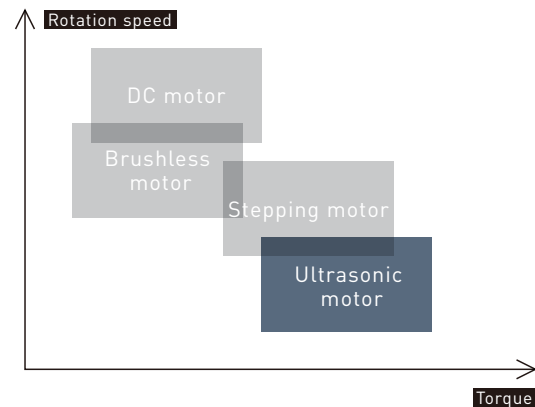 Rotation speed
DC motor
Brushless
motor
Stepping motor
Ultrasonic
motor
Torque